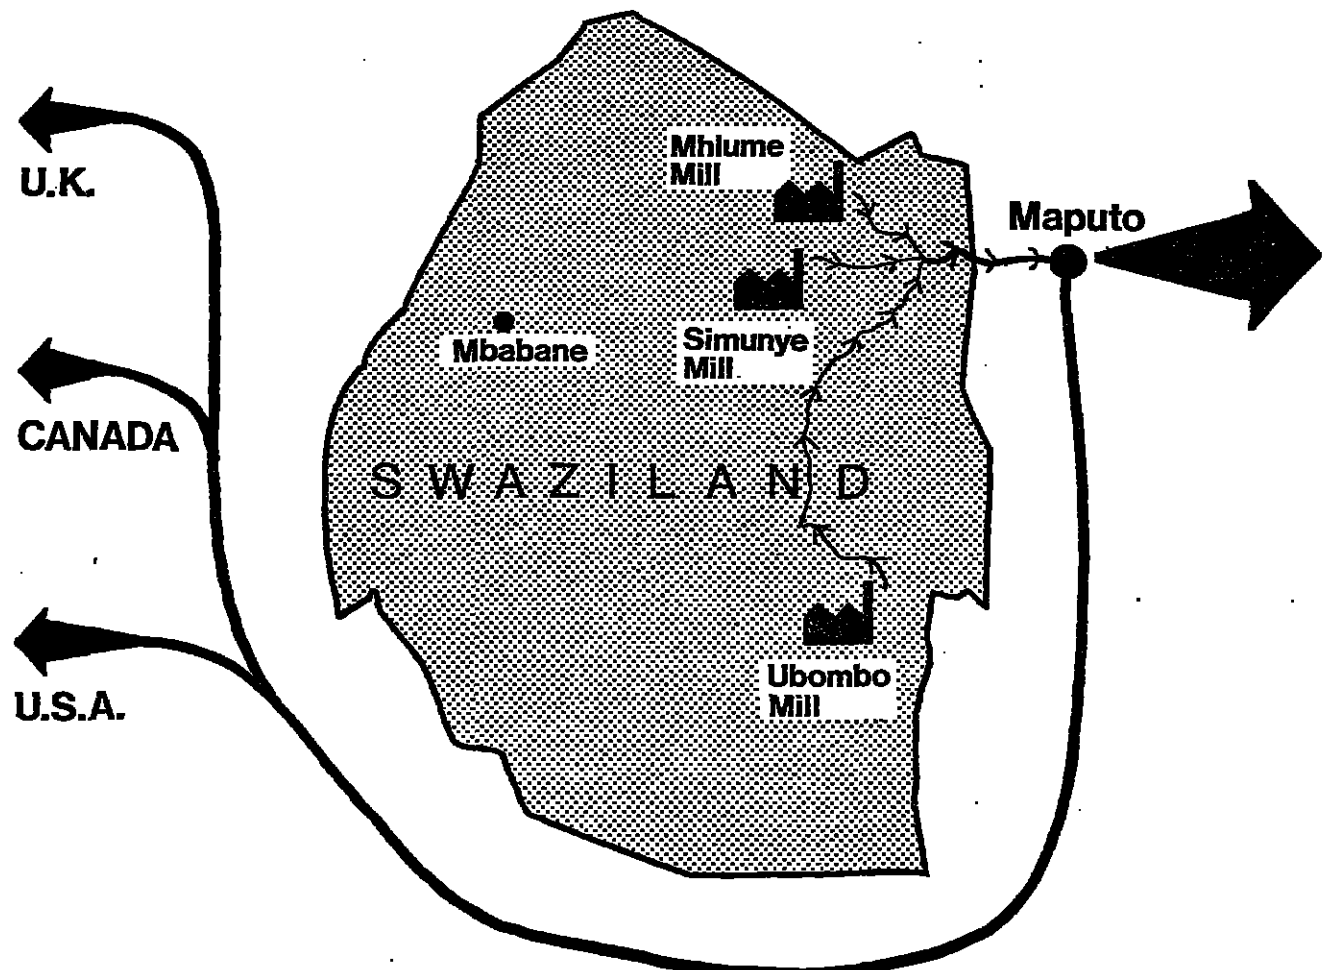 Mhlume
Mill
U.K.
Maputo
Simunye
Mill
Mbabane
CANADA
SWAZILAND
Ubombo
Mill
U.S.A.